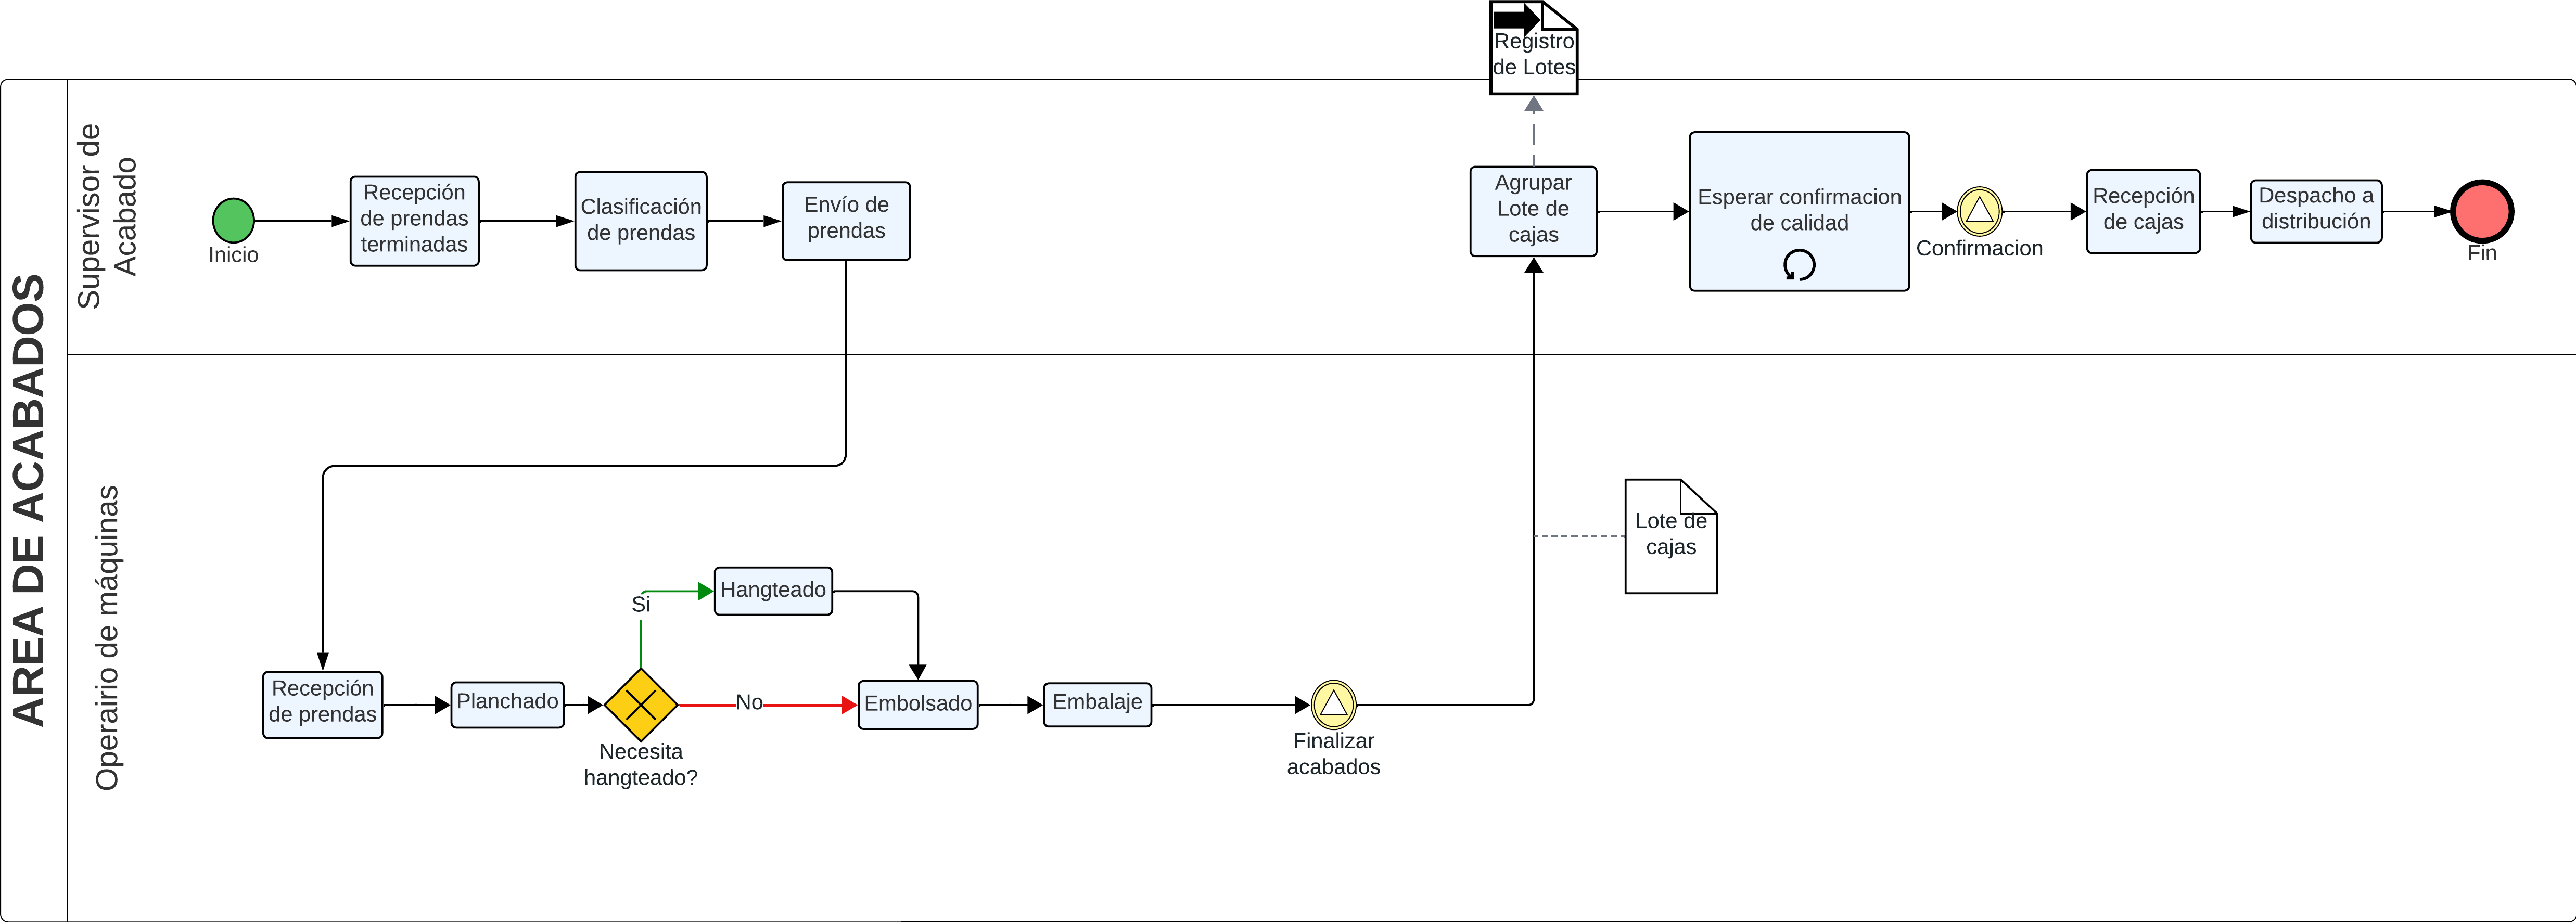 Registro
de Lotes
AREA DE ACABADOS
Supervisor de
Acabado
Inicio
Recepción
de prendas
terminadas
Clasificación
de prendas
Envío de
prendas
Agrupar
Lote de
cajas
Esperar confirmacion
de calidad
Confirmacion
Recepción
de cajas
Despacho a
distribución
Fin
Operairio de máquinas
Recepción
de prendas
Planchado
Necesita
hangteado?
Si
No
Hangteado
Embolsado
Embalaje
Finalizar
acabados
Lote de
cajas